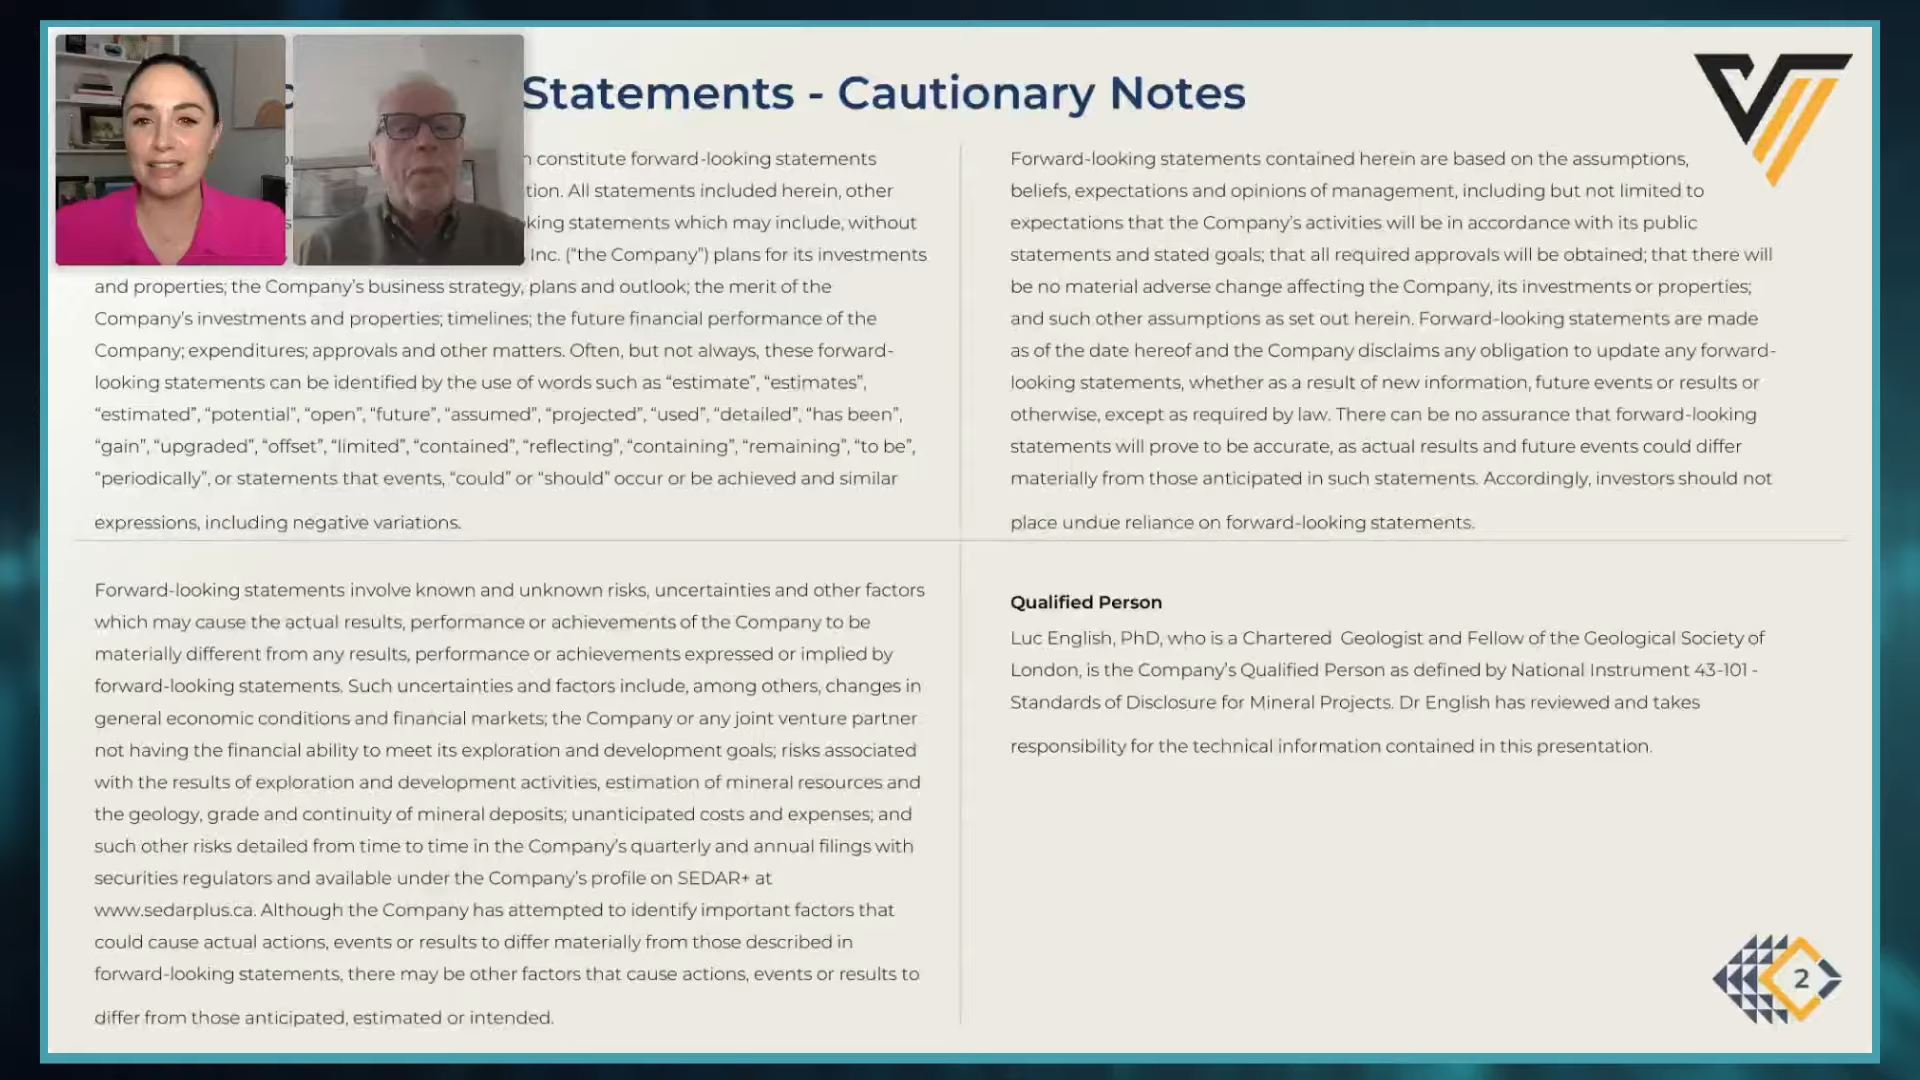 Statements - Cautionary Notes
constitute forward-looking statements
tion. All statements included herein, other
king statements which may include, without
Inc. (“the Company”) plans for its investments
and properties; the Company’s business strategy, plans and outlook; the merit of the
Company’s investments and properties; timelines; the future financial performance of the
Company; expenditures; approvals and other matters. Often, but not always, these forward-
looking statements can be identified by the use of words such as “estimate”, “estimates”,
“estimated”, “potential”, “open”, “future”, “assumed”, “projected”, “used”, “detailed”, “has been”,
“gain”, “upgraded”, “offset”, “limited”, “contained”, “reflecting”, “containing”, “remaining”, “to be”,
“periodically”, or statements that events, “could” or “should” occur or be achieved and similar
expressions, including negative variations.
Forward-looking statements contained herein are based on the assumptions,
beliefs, expectations and opinions of management, including but not limited to
expectations that the Company’s activities will be in accordance with its public
statements and stated goals; that all required approvals will be obtained; that there will
be no material adverse change affecting the Company, its investments or properties;
and such other assumptions as set out herein. Forward-looking statements are made
as of the date hereof and the Company disclaims any obligation to update any forward-
looking statements, whether as a result of new information, future events or results or
otherwise, except as required by law. There can be no assurance that forward-looking
statements will prove to be accurate, as actual results and future events could differ
materially from those anticipated in such statements. Accordingly, investors should not
place undue reliance on forward-looking statements.
Forward-looking statements involve known and unknown risks, uncertainties and other factors
which may cause the actual results, performance or achievements of the Company to be
materially different from any results, performance or achievements expressed or implied by
forward-looking statements. Such uncertainties and factors include, among others, changes in
general economic conditions and financial markets; the Company or any joint venture partner
not having the financial ability to meet its exploration and development goals; risks associated
with the results of exploration and development activities, estimation of mineral resources and
the geology, grade and continuity of mineral deposits; unanticipated costs and expenses; and
such other risks detailed from time to time in the Company’s quarterly and annual filings with
securities regulators and available under the Company’s profile on SEDAR+ at
www.sedarplus.ca. Although the Company has attempted to identify important factors that
could cause actual actions, events or results to differ materially from those described in
forward-looking statements, there may be other factors that cause actions, events or results to
differ from those anticipated, estimated or intended.
Qualified Person
Luc English, PhD, who is a Chartered Geologist and Fellow of the Geological Society of
London, is the Company’s Qualified Person as defined by National Instrument 43-101 -
Standards of Disclosure for Mineral Projects. Dr English has reviewed and takes
responsibility for the technical information contained in this presentation.
2